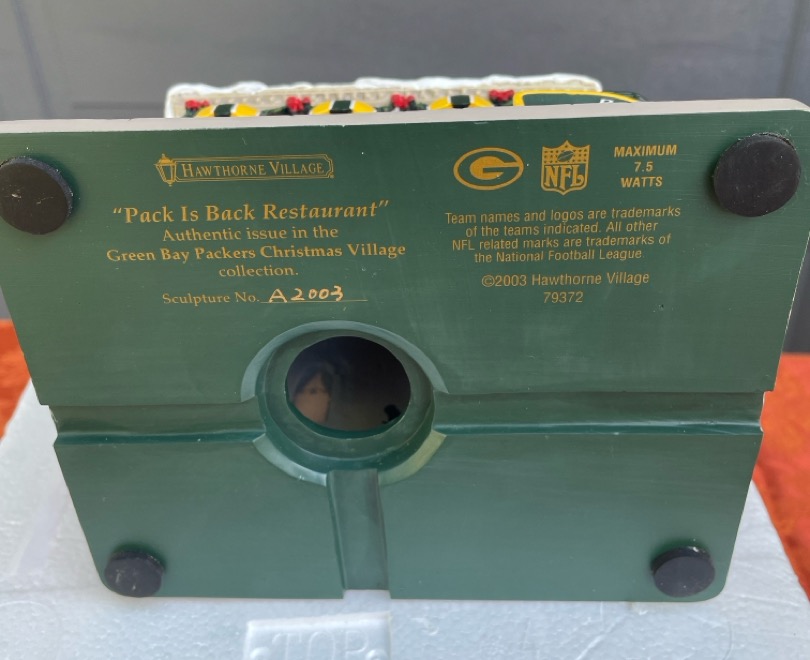 HAWTHORNE VILLAGE
"Pack Is Back Restaurant"
Authentic issue in the
Green Bay Packers Christmas Village
collection.
Sculpture No. A2003
G
NFL
MAXIMUM
7.5
WATTS
Team names and logos are trademarks
of the teams indicated. All other
NFL related marks are trademarks of
the National Football League
©2003 Hawthorne Village
79372
TOP